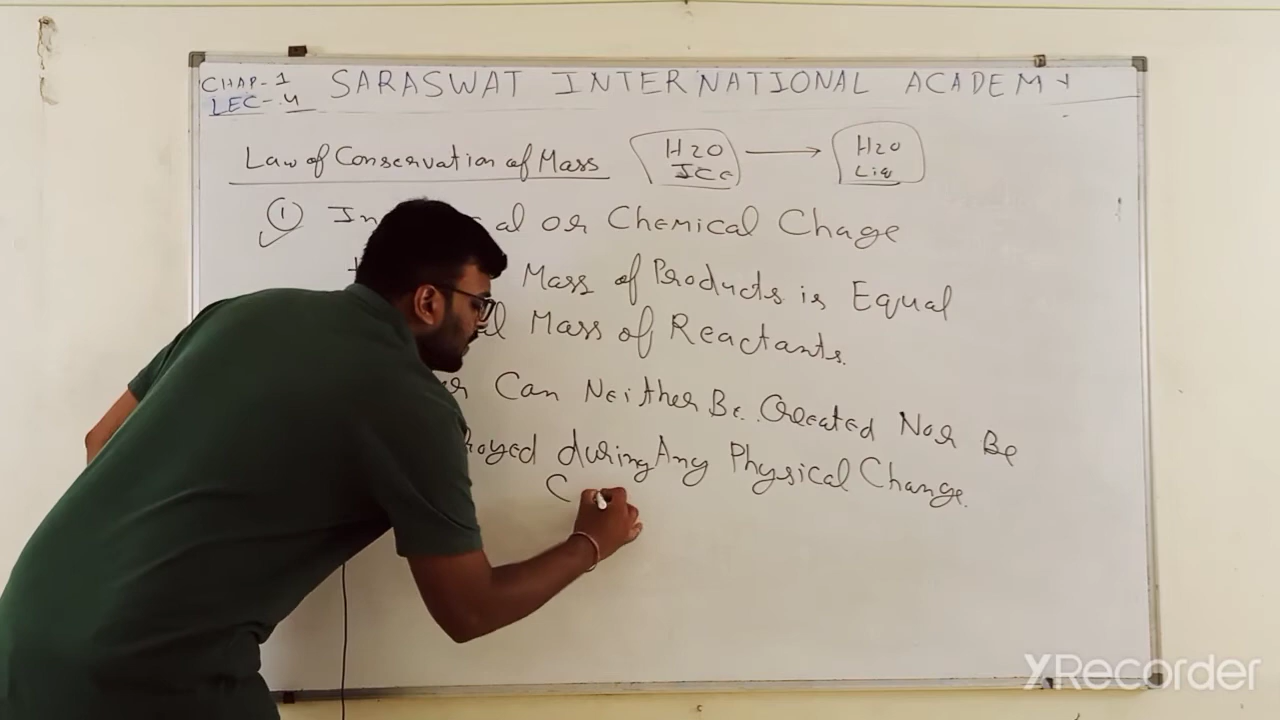 CHAP-1 SARASWAT INTERNATIONAL ACADEMY
LEC-4
Law of Conservation of Mass H2O → H2O
ICe Liq
① In al or Chemical Chage
Mass of Products is Equal
Mass of Reactants.
Can Neither Be Created Nor Be
royed during Any Physical Change.
C
XRecorder